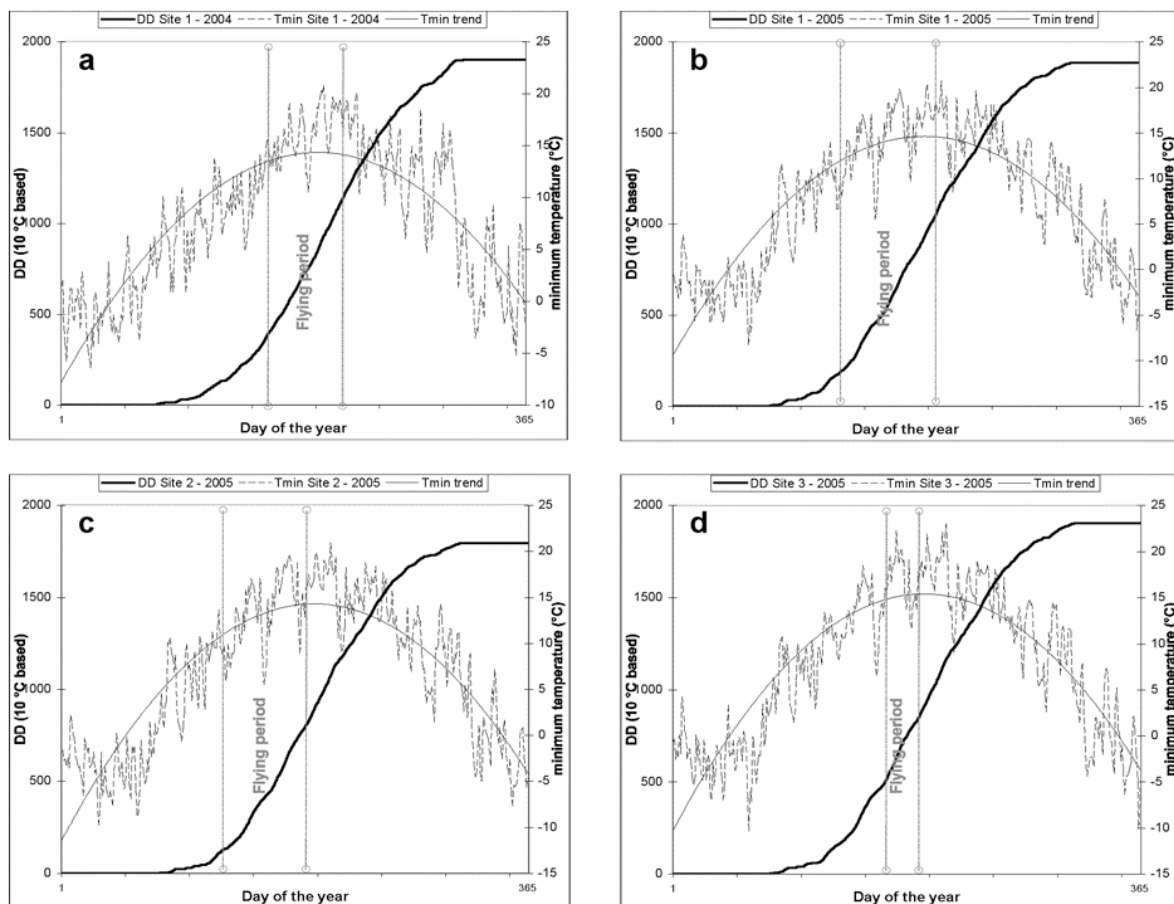 DD Site 1 - 2004 Tmin Site 1 - 2004 Tmin trend
a
2000
1500
1000
500
0
DD (10 °C based)
25
20
15
10
5
0
-5
-10
minimum temperature (°C)
Flying period
1
365
Day of the year
DD Site 1 - 2005 Tmin Site 1 - 2005 Tmin trend
b
2000
1500
1000
500
0
DD (10 °C based)
25
20
15
10
5
0
-5
-10
-15
minimum temperature (°C)
Flying period
1
365
Day of the year
DD Site 2 - 2005 Tmin Site 2 - 2005 Tmin trend
c
2000
1500
1000
500
0
DD (10 °C based)
25
20
15
10
5
0
-5
-10
-15
minimum temperature (°C)
Flying period
1
365
Day of the year
DD Site 3 - 2005 Tmin Site 3 - 2005 Tmin trend
d
2000
1500
1000
500
0
DD (10 °C based)
25
20
15
10
5
0
-5
-10
-15
minimum temperature (°C)
Flying period
1
365
Day of the year